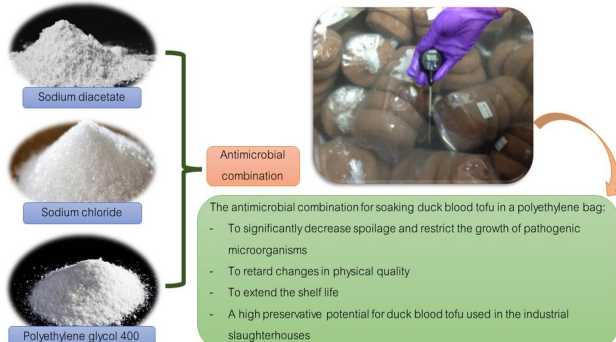 Sodium diacetate
Sodium chloride
Polyethylene glycol 400
Antimicrobial
combination
The antimicrobial combination for soaking duck blood tofu in a polyethylene bag:
- To significantly decrease spoilage and restrict the growth of pathogenic
microorganisms
- To retard changes in physical quality
- To extend the shelf life
- A high preservative potential for duck blood tofu used in the industrial
slaughterhouses